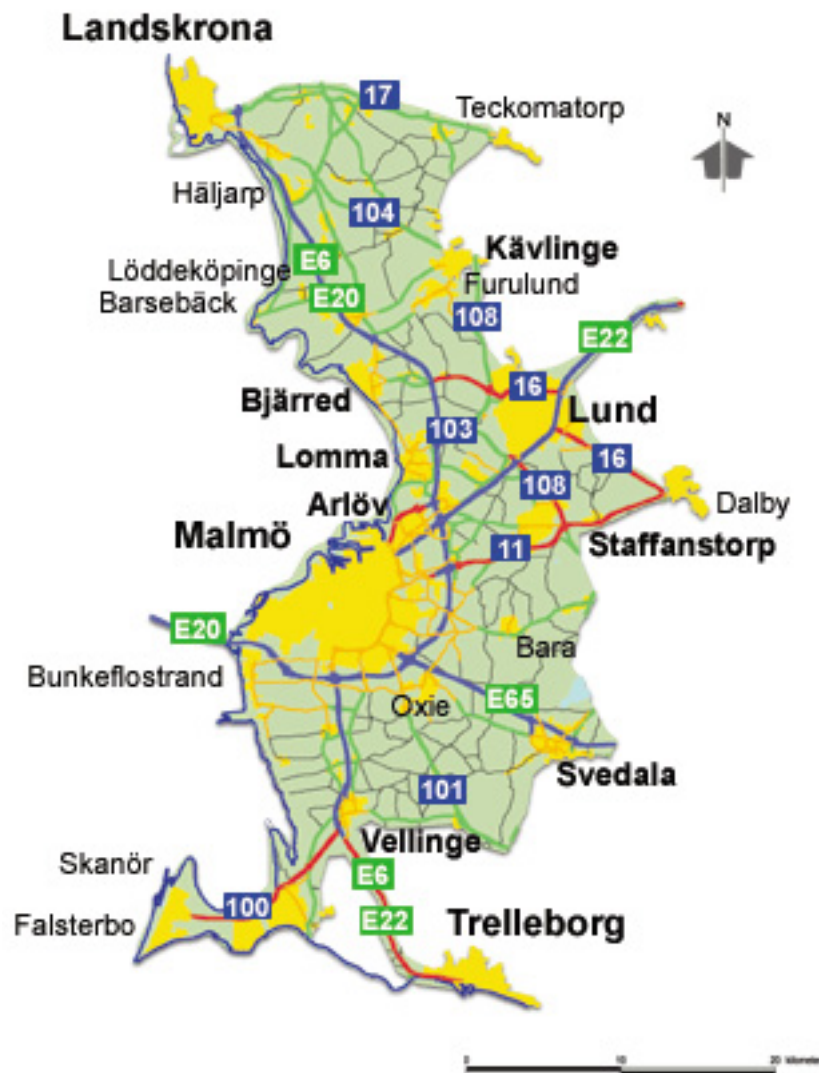 Landskrona
17
Teckomatorp
N
Häljarp
104
Kävlinge
E6
Löddeköpinge
Furulund
E20
Barsebäck
108
E22
16
Bjärred
Lund
103
Lomma
16
108
Arlöv
Dalby
Malmö
Staffanstorp
11
E20
Bara
Bunkeflostrand
E65
Oxie
Svedala
101
Vellinge
Skanör
E6
100
E22
Falsterbo
Trelleborg
0 10 20 kilometer